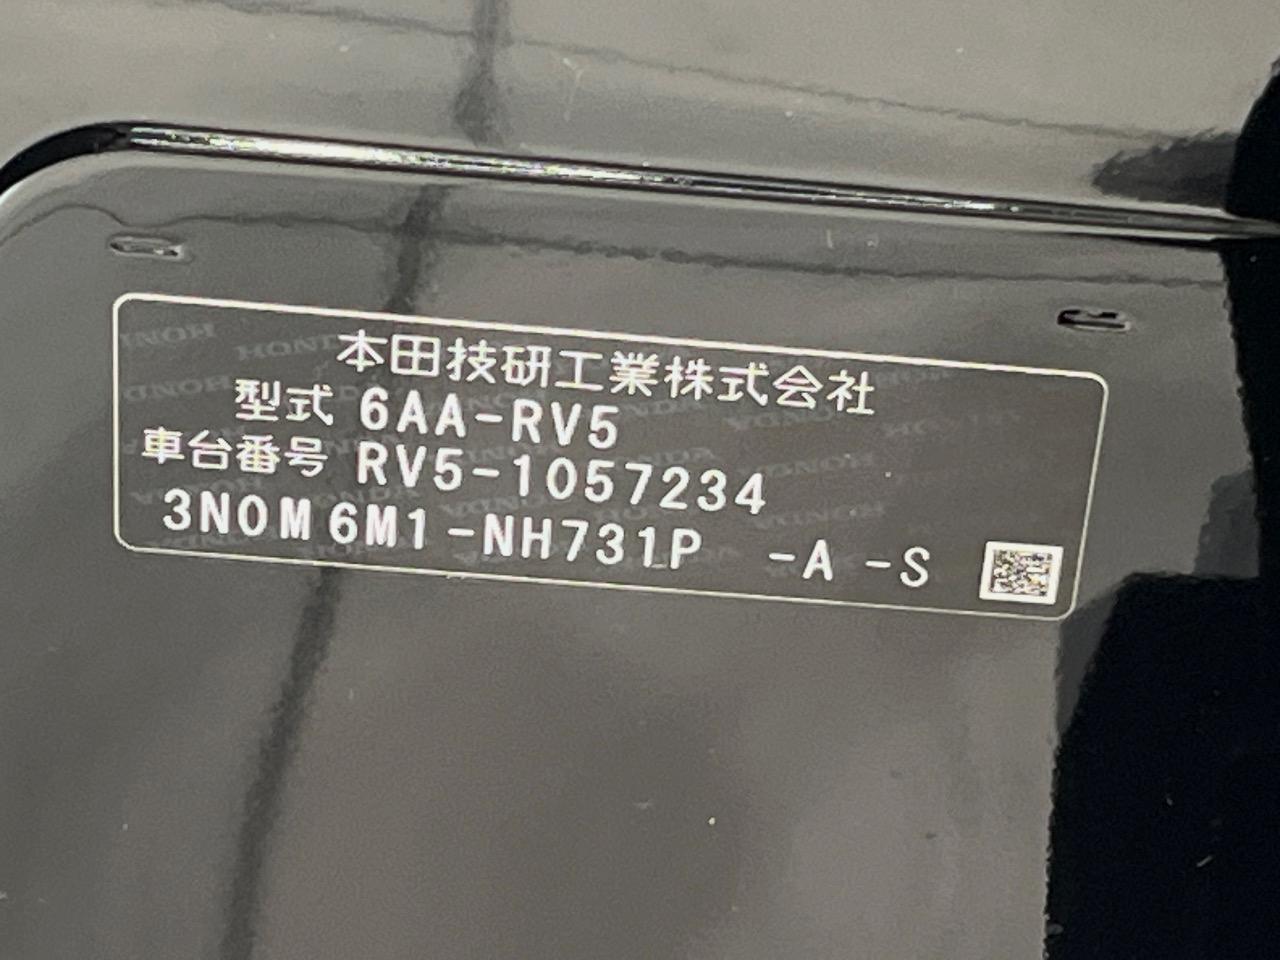 本田技研工業株式会社
型式 6AA-RV5
車台番号 RV5-1057234
3N0M6M1-NH731P -A -S